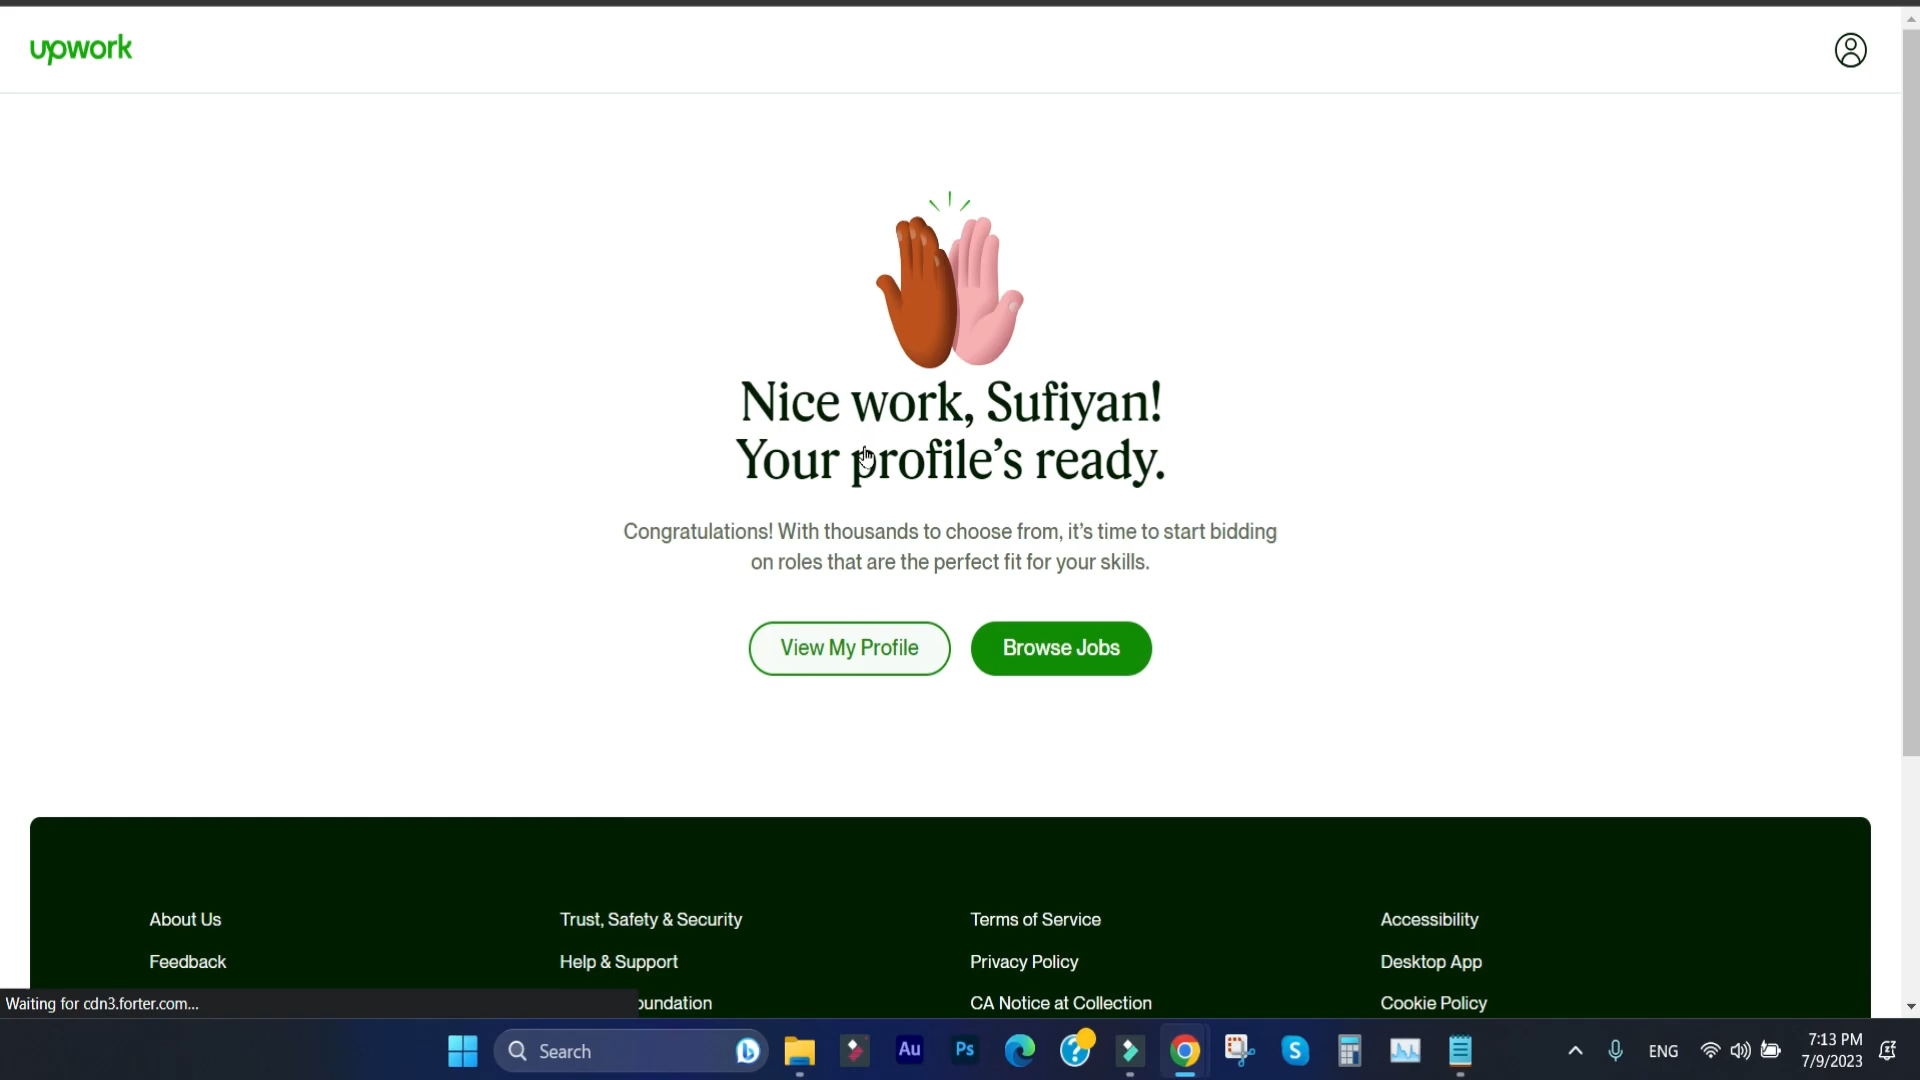 upwork
Nice work, Sufiyan!
Your profile's ready.
Congratulations! With thousands to choose from, it's time to start bidding
on roles that are the perfect fit for your skills.
View My Profile
Browse Jobs
About Us
Trust, Safety & Security
Terms of Service
Accessibility
Feedback
Help & Support
Privacy Policy
Desktop App
Waiting for cdn3.forter.com...
oundation
CA Notice at Collection
Cookie Policy
Search
Au
Ps
S
ENG
7:13 PM
7/9/2023